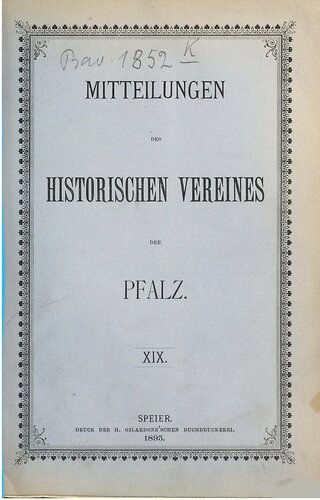 Bav. 1852 K
MITTEILUNGEN
DES
HISTORISCHEN VEREINES
DER
PFALZ.
XIX.
SPEIER.
DRUCK DER H. GILARDONE'SCHEN BUCHDRUCKEREI.
1895.